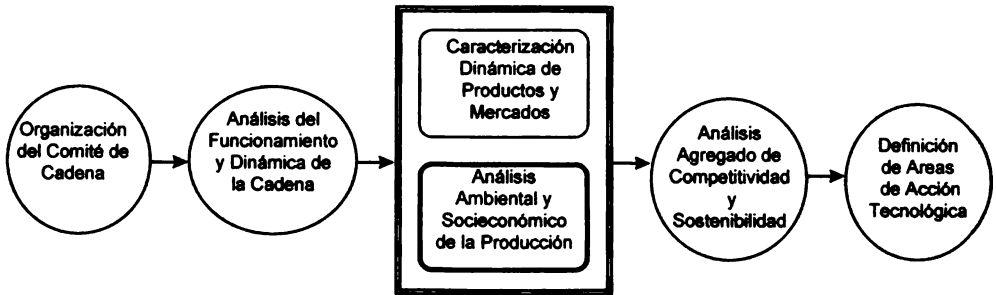 Organización
del Comité de
Cadena
Análisis del
Funcionamiento
y Dinámica de
la Cadena
Caracterización
Dinámica de
Productos y
Mercados
Análisis
Ambiental y
Socieconómico
de la Producción
Análisis
Agregado de
Competitividad
y
Sostenibilidad
Definición
de Areas
de Acción
Tecnológica